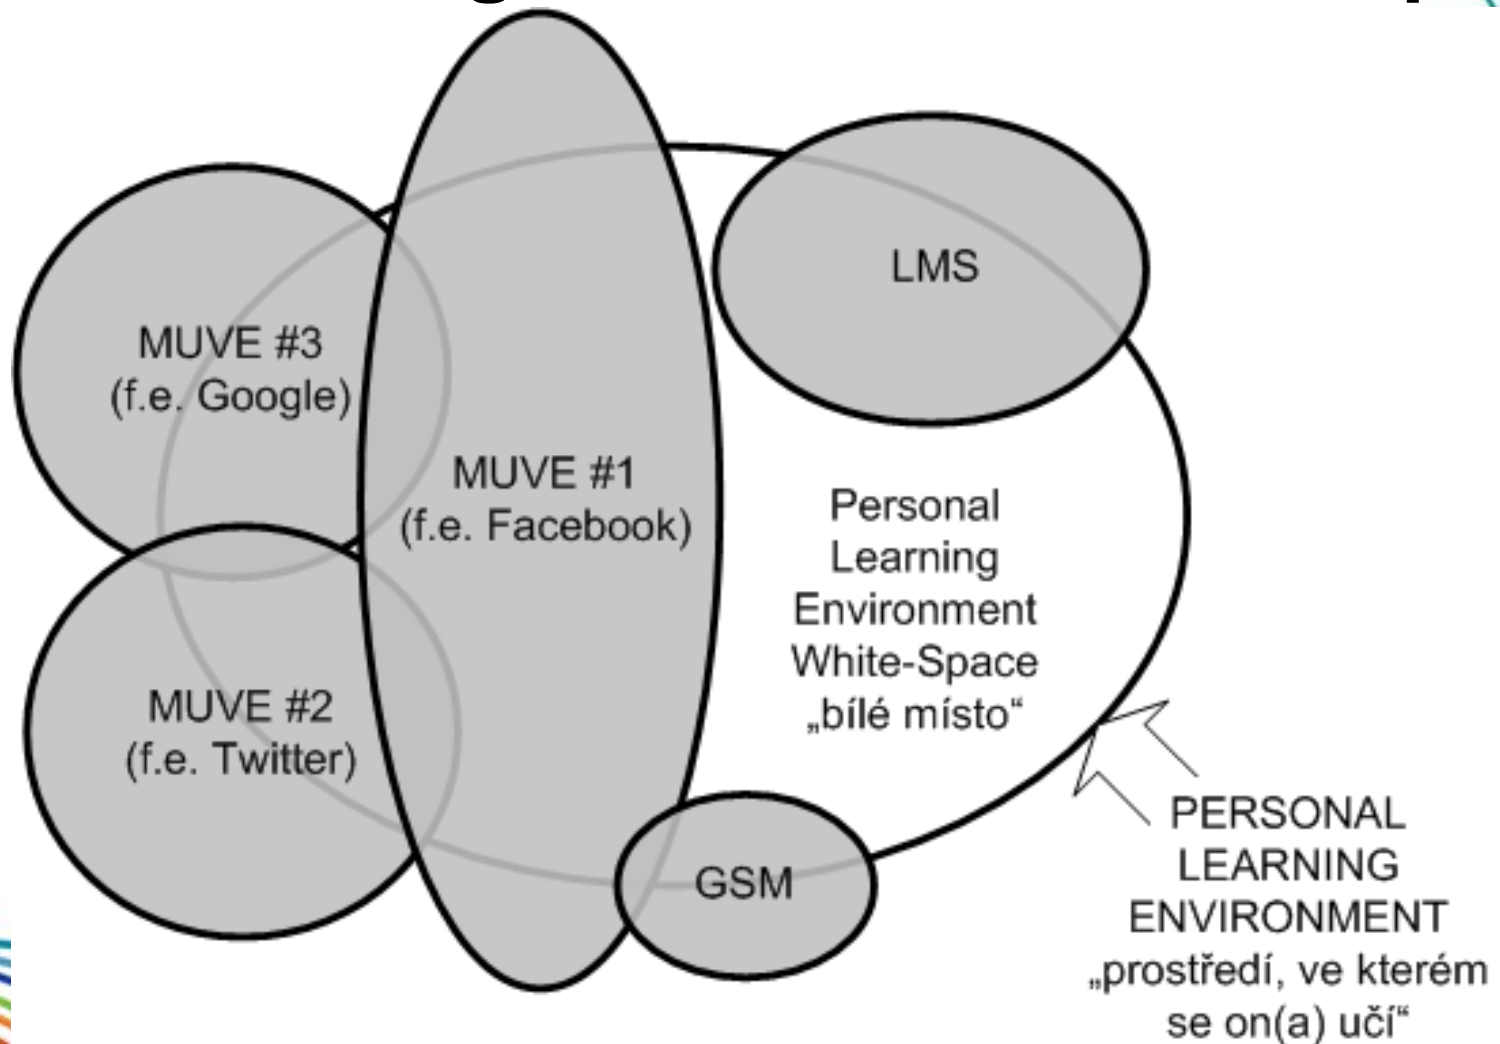 LMS
MUVE #3
(f.e. Google)
MUVE #1
(f.e. Facebook)
Personal
Learning
Environment
White-Space
„bílé místo“
MUVE #2
(f.e. Twitter)
GSM
PERSONAL
LEARNING
ENVIRONMENT
„prostředí, ve kterém
se on(a) učí“